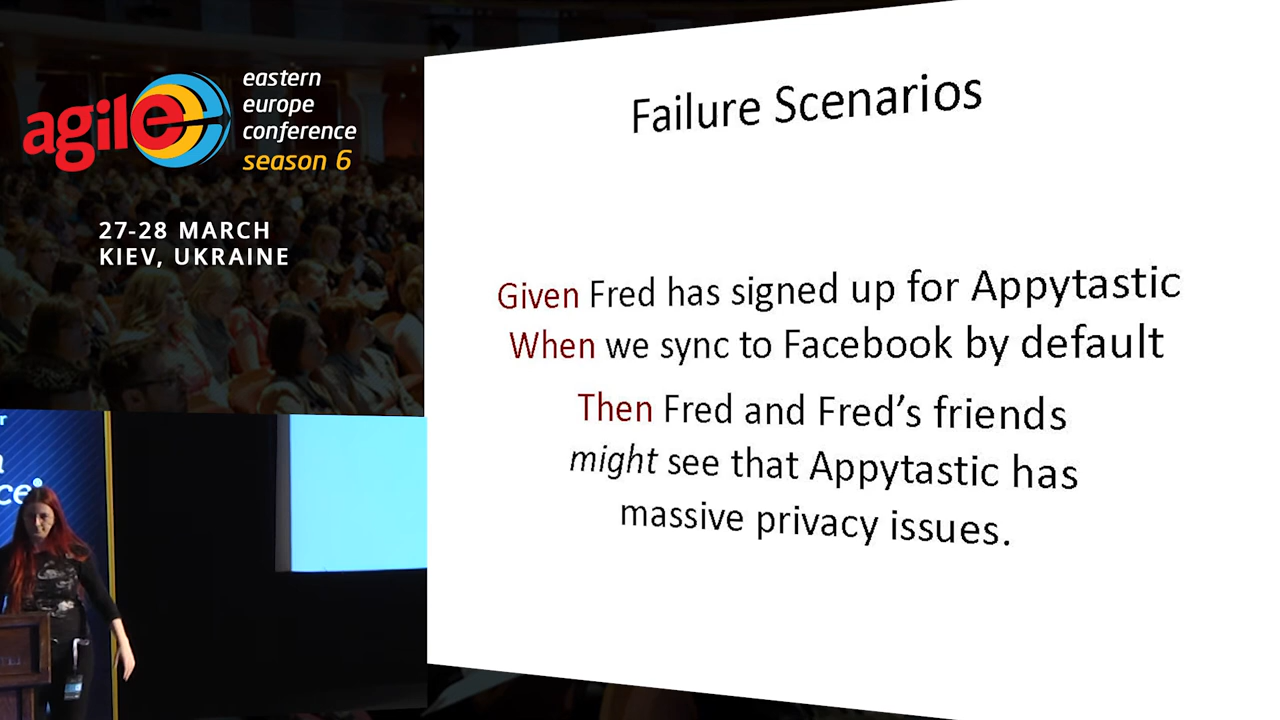 agile
eastern
europe
conference
season 6
27-28 MARCH
KIEV, UKRAINE
Failure Scenarios
Given Fred has signed up for Appytastic
When we sync to Facebook by default
Then Fred and Fred's friends
might see that Appytastic has
massive privacy issues.